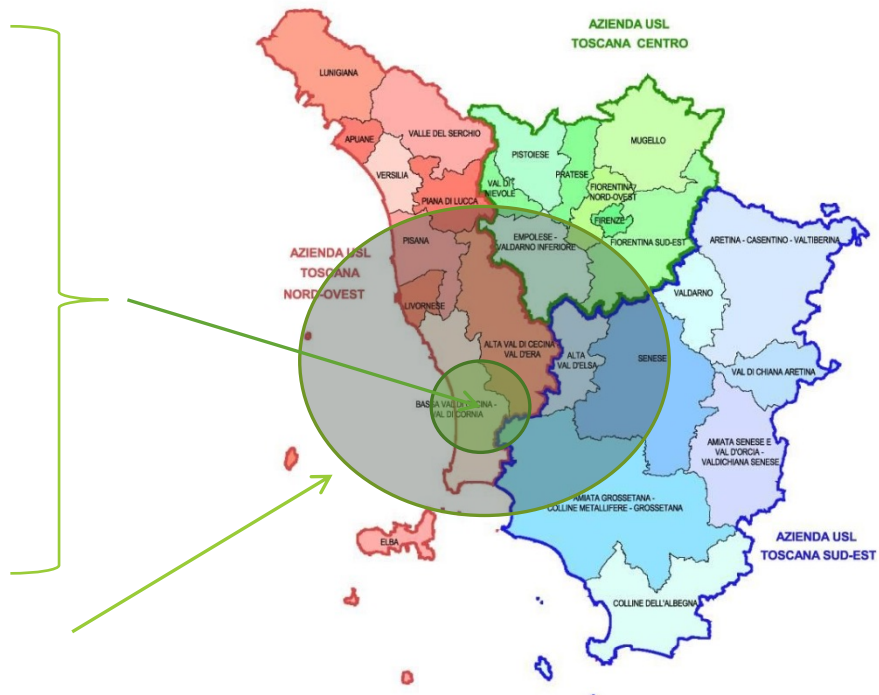 AZIENDA USL
TOSCANA CENTRO
LUNIGIANA
APUANE
VALLE DEL SERCHIO
VERSILIA
PIANA DI LUCCA
PISTOIESE
PRATESE
MUGELLO
VAL DI
NIEVOLE
FIORENTINA
NORD-OVEST
FIRENZE
FIORENTINA SUD-EST
EMPOLESE -
VALDARNO INFERIORE
PISANA
AZIENDA USL
TOSCANA
NORD-OVEST
LIVORNESE
ARETINA - CASENTINO - VALTIBERINA
VALDARNO
ALTA VAL DI CECINA
VAL D'ERA
ALTA
VAL D'ELSA
SENESE
VAL DI CHIANA ARETINA
BASSA VAL DI CECINA -
VAL DI CORNIA
AMIATA SENESE E
VAL D'ORCIA -
VALDICHIANA SENESE
AMIATA GROSSETANA -
COLLINE METALLIFERE - GROSSETANA
ELBA
AZIENDA USL
TOSCANA SUD-EST
COLLINE DELL'ALBEGNA